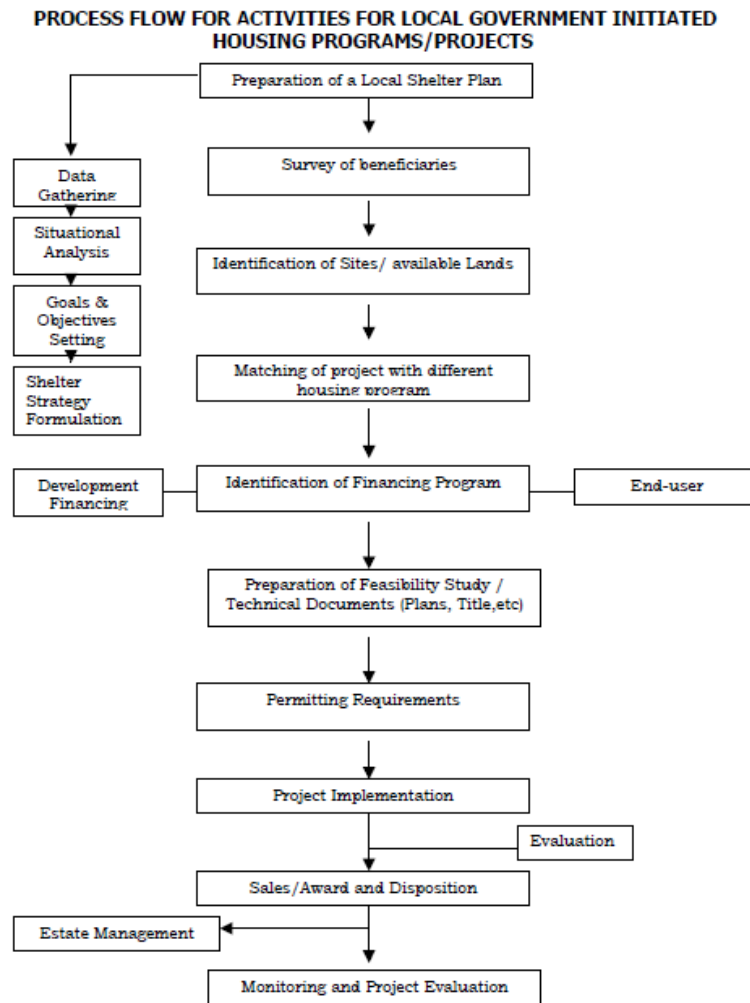 PROCESS FLOW FOR ACTIVITIES FOR LOCAL GOVERNMENT INITIATED
HOUSING PROGRAMS/PROJECTS
Preparation of a Local Shelter Plan
Data
Gathering
Survey of beneficiaries
Situational
Analysis
Identification of Sites/ available Lands
Goals &
Objectives
Setting
Matching of project with different
housing program
Shelter
Strategy
Formulation
Development
Financing
Identification of Financing Program
End-user
Preparation of Feasibility Study /
Technical Documents (Plans, Title,etc)
Permitting Requirements
Project Implementation
Evaluation
Sales/Award and Disposition
Estate Management
Monitoring and Project Evaluation